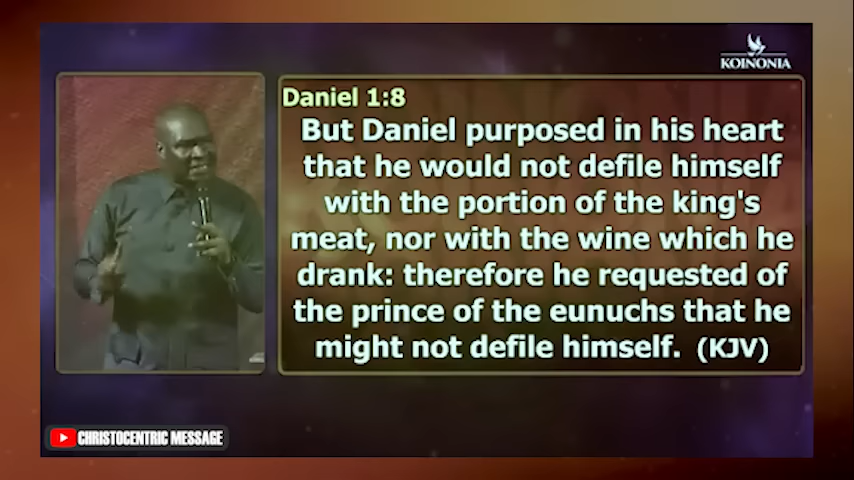 KOINONIA
Daniel 1:8
But Daniel purposed in his heart
that he would not defile himself
with the portion of the king's
meat, nor with the wine which he
drank: therefore he requested of
the prince of the eunuchs that he
might not defile himself. (KJV)
CHRISTOCENTRIC MESSAGE